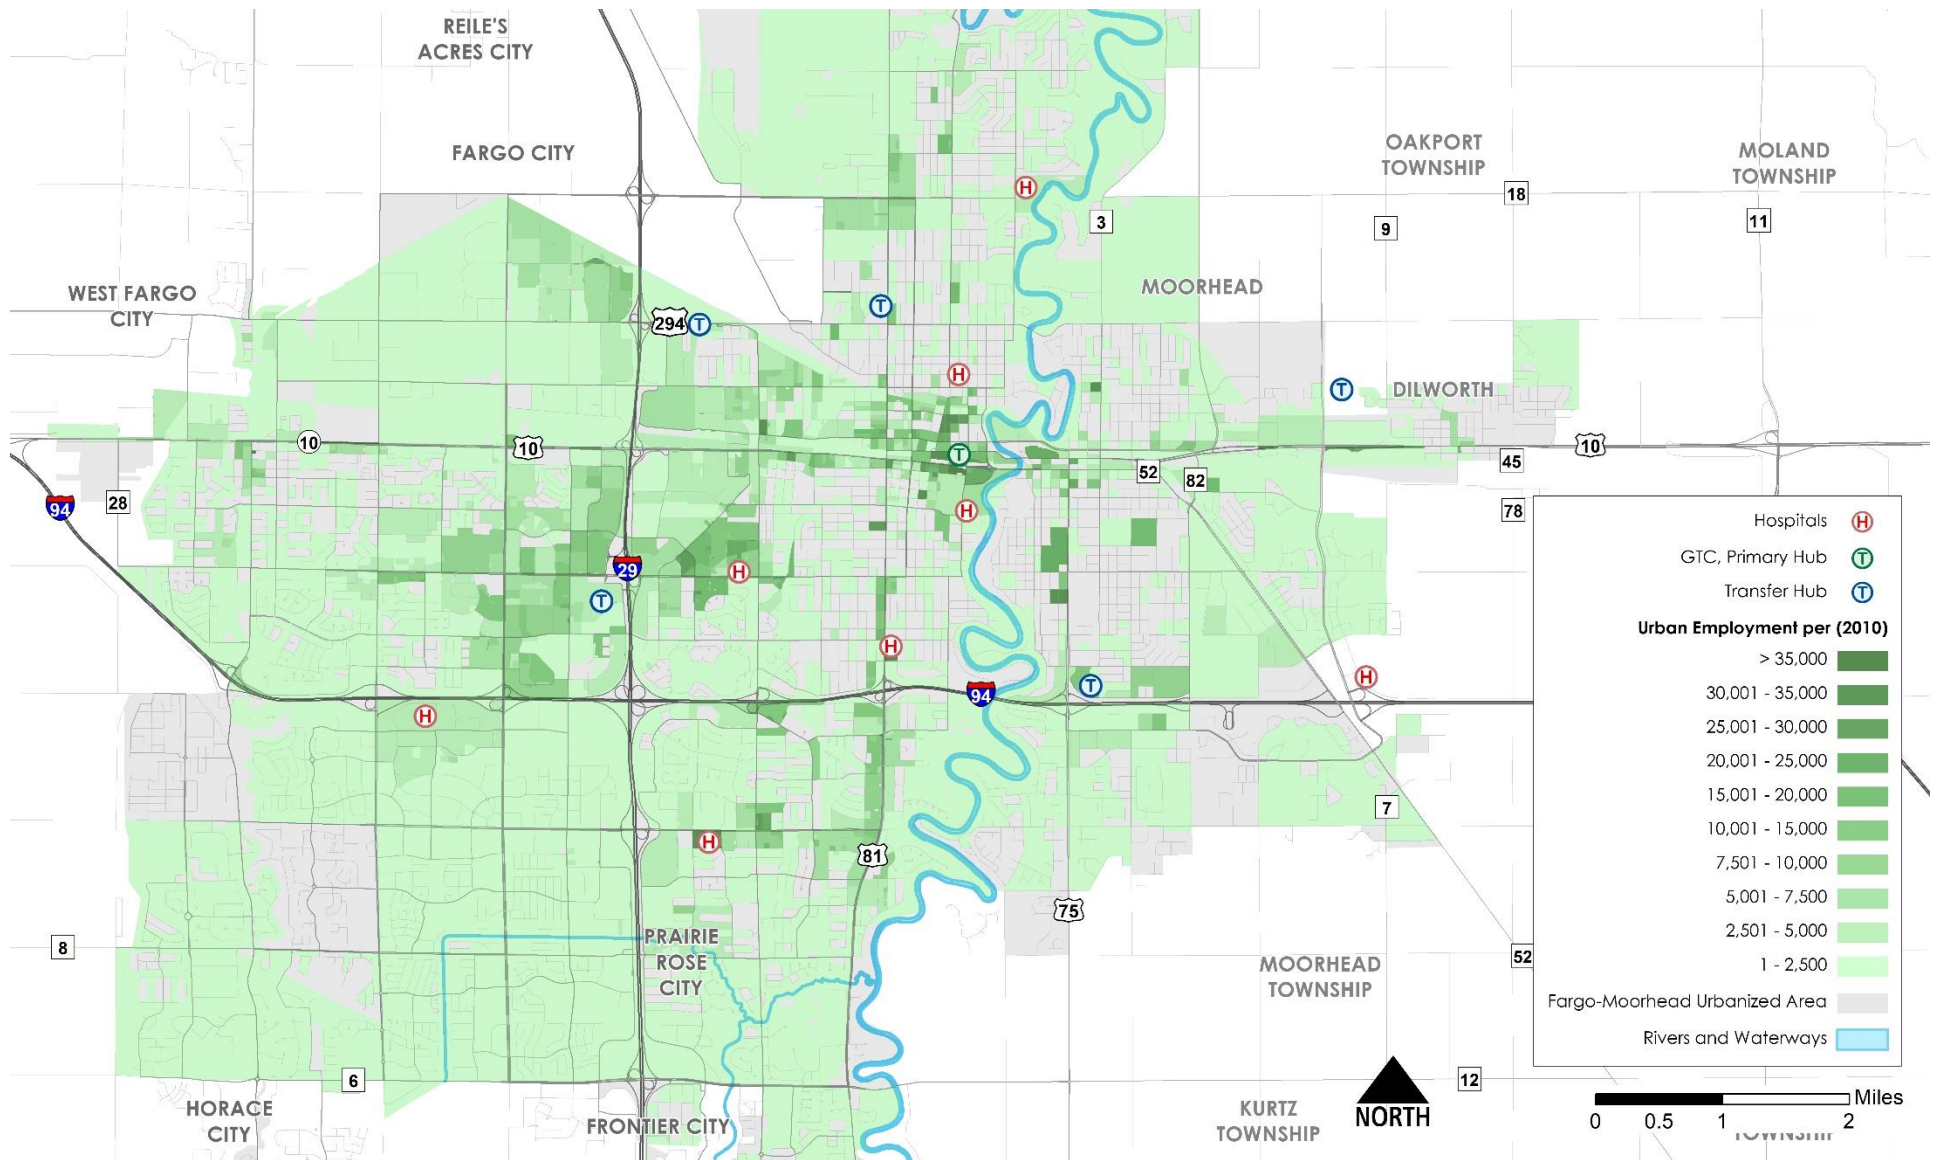 REILE'S
ACRES CITY
FARGO CITY
OAKPORT
TOWNSHIP
MOLAND
TOWNSHIP
H
18
3
9
11
WEST FARGO
CITY
MOORHEAD
T
294
T
H
T
DILWORTH
10
10
T
10
52
82
45
94
28
H
78
29
H
T
H
94
T
H
H
7
H
81
75
8
PRAIRIE
ROSE
CITY
52
MOORHEAD
TOWNSHIP
6
12
HORACE
CITY
FRONTIER CITY
KURTZ
TOWNSHIP
Hospitals H
GTC, Primary Hub T
Transfer Hub T
Urban Employment per (2010)
> 35,000
30,001 - 35,000
25,001 - 30,000
20,001 - 25,000
15,001 - 20,000
10,001 - 15,000
7,501 - 10,000
5,001 - 7,500
2,501 - 5,000
1 - 2,500
Fargo-Moorhead Urbanized Area
Rivers and Waterways
NORTH
Miles
0 0.5 1 2
TOWNSHIP